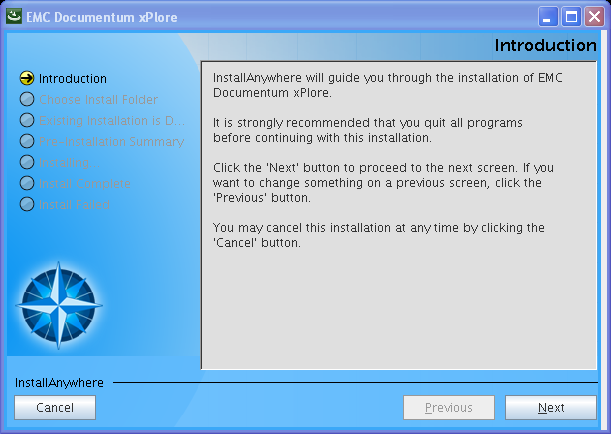 EMC Documentum xPlore
Introduction
Introduction
Choose Install Folder
Existing Installation is D...
Pre-Installation Summary
Installing...
Install Complete
Install Failed
InstallAnywhere will guide you through the installation of EMC
Documentum xPlore.
It is strongly recommended that you quit all programs
before continuing with this installation.
Click the 'Next' button to proceed to the next screen. If you
want to change something on a previous screen, click the
'Previous' button.
You may cancel this installation at any time by clicking the
'Cancel' button.
InstallAnywhere
Cancel
Previous
Next